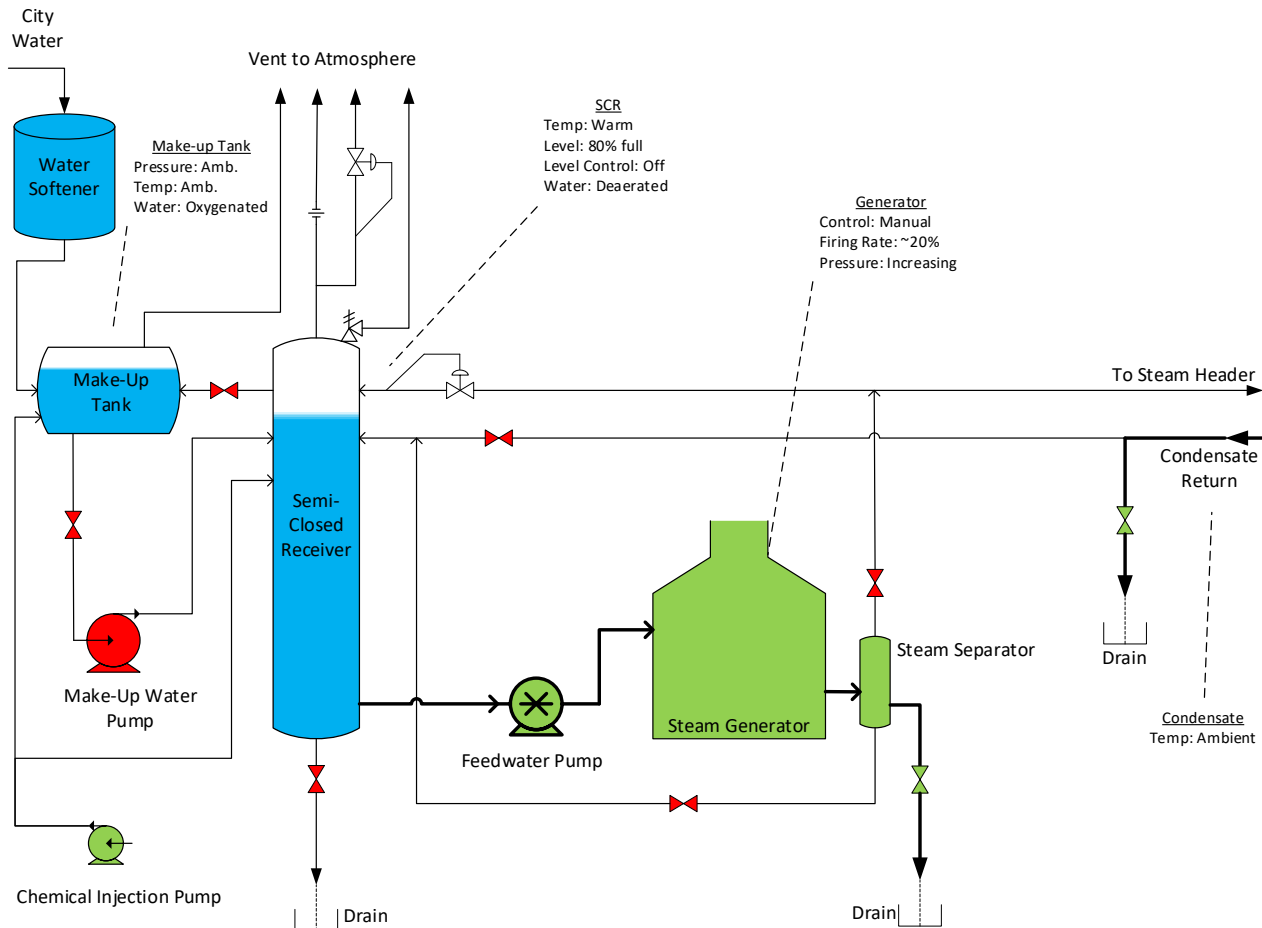 City
Water
Vent to Atmosphere
SCR
Temp: Warm
Level: 80% full
Level Control: Off
Water: Deaerated
Make-up Tank
Pressure: Amb.
Temp: Amb.
Water: Oxygenated
Water
Softener
Generator
Control: Manual
Firing Rate: ~20%
Pressure: Increasing
Make-Up
Tank
To Steam Header
Condensate
Return
Semi-
Closed
Receiver
Steam Separator
Drain
Make-Up Water
Pump
Steam Generator
Feedwater Pump
Condensate
Temp: Ambient
Chemical Injection Pump
Drain
Drain